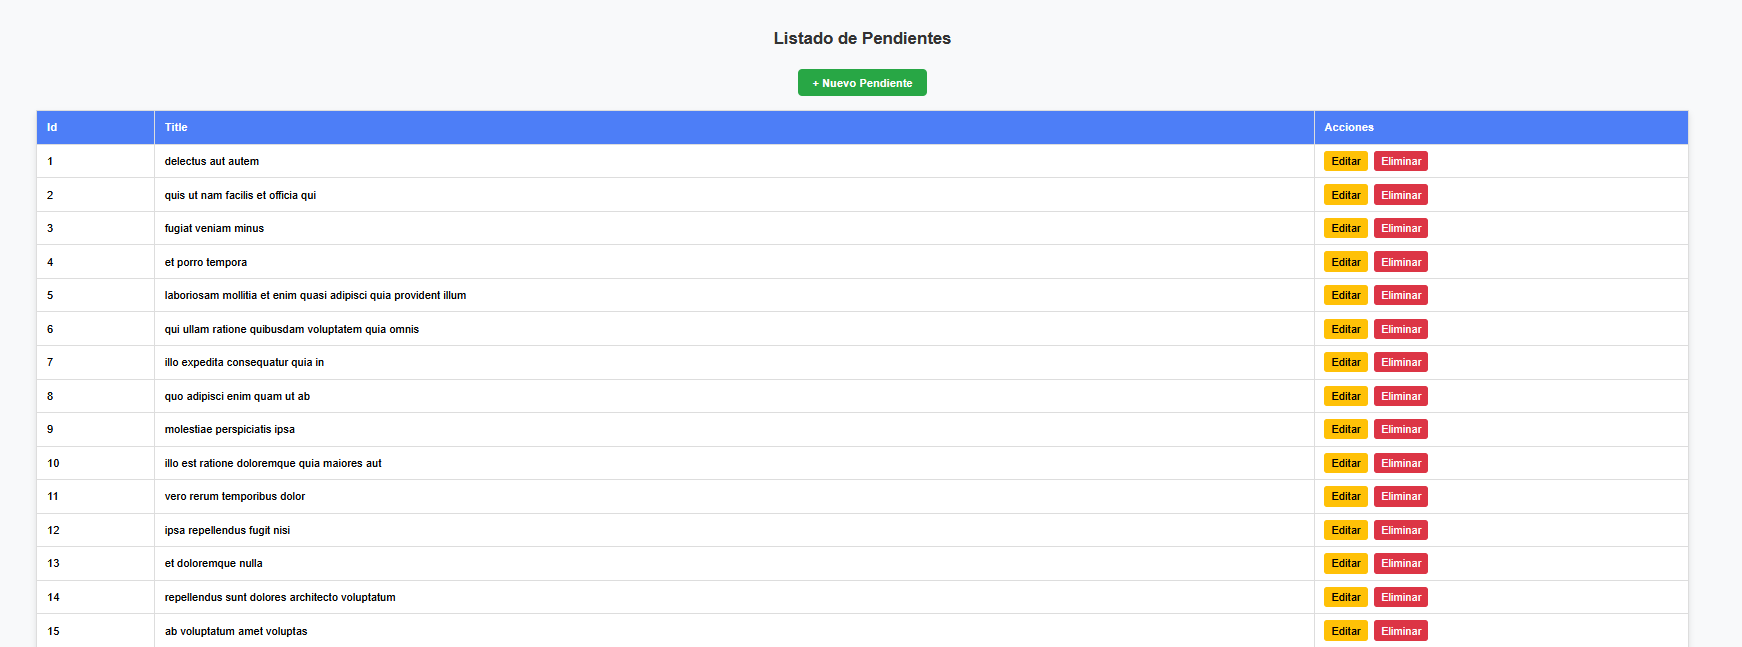 Listado de Pendientes
+ Nuevo Pendiente
Id Title Acciones
1 delectus aut autem Editar Eliminar
2 quis ut nam facilis et officia qui Editar Eliminar
3 fugiat veniam minus Editar Eliminar
4 et porro tempora Editar Eliminar
5 laboriosam mollitia et enim quasi adipisci quia provident illum Editar Eliminar
6 qui ullam ratione quibusdam voluptatem quia omnis Editar Eliminar
7 illo expedita consequatur quia in Editar Eliminar
8 quo adipisci enim quam ut ab Editar Eliminar
9 molestiae perspiciatis ipsa Editar Eliminar
10 illo est ratione doloremque quia maiores aut Editar Eliminar
11 vero rerum temporibus dolor Editar Eliminar
12 ipsa repellendus fugit nisi Editar Eliminar
13 et doloremque nulla Editar Eliminar
14 repellendus sunt dolores architecto voluptatum Editar Eliminar
15 ab voluptatum amet voluptas Editar Eliminar